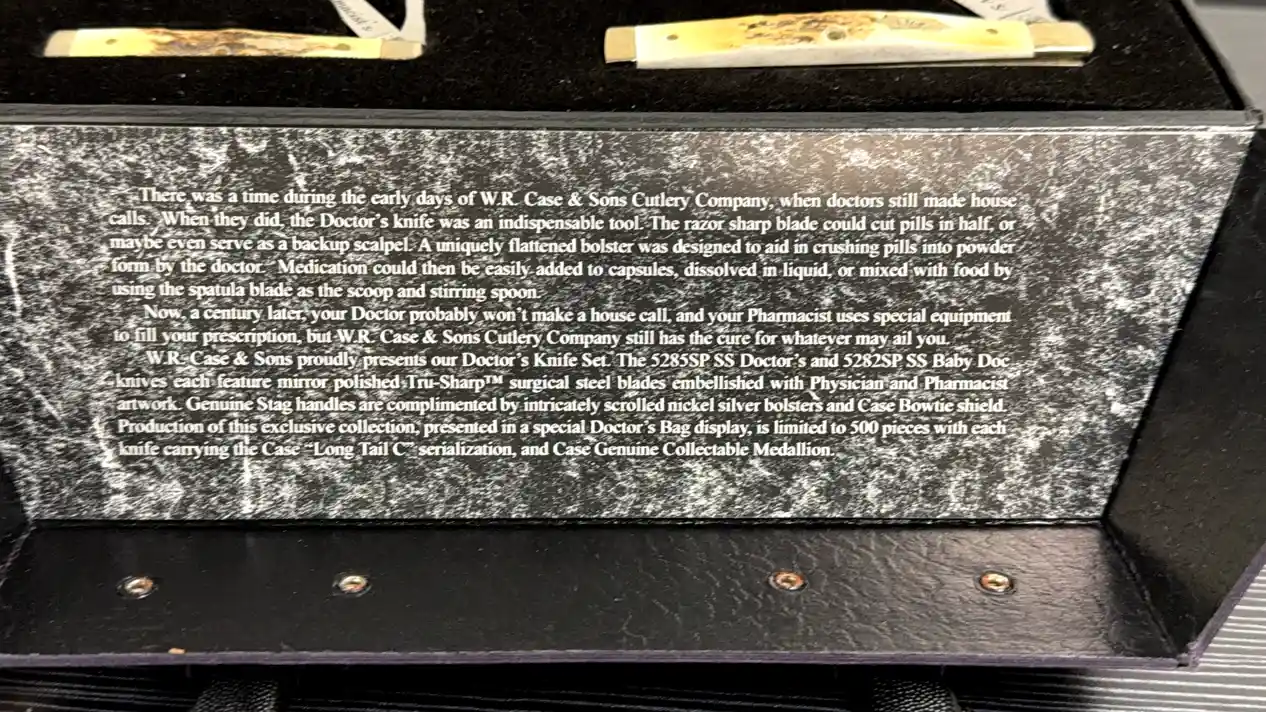 macist's
's
There was a time during the early days of W.R. Case & Sons Cutlery Company, when doctors still made house
calls. When they did, the Doctor's knife was an indispensable tool. The razor sharp blade could cut pills in half, or
maybe even serve as a backup scalpel. A uniquely flattened bolster was designed to aid in crushing pills into powder
form by the doctor. Medication could then be easily added to capsules, dissolved in liquid, or mixed with food by
using the spatula blade as the scoop and stirring spoon.
Now, a century later, your Doctor probably won't make a house call, and your Pharmacist uses special equipment
to fill your prescription, but W.R. Case & Sons Cutlery Company still has the cure for whatever may ail you.
W.R. Case & Sons proudly presents our Doctor's Knife Set. The 5285SP SS Doctor's and 5282SP SS Baby Doc
knives each feature mirror polished Tru-Sharp™ surgical steel blades embellished with Physician and Pharmacist
artwork. Genuine Stag handles are complimented by intricately scrolled nickel silver bolsters and Case Bowtie shield.
Production of this exclusive collection, presented in a special Doctor's Bag display, is limited to 500 pieces with each
knife carrying the Case "Long Tail C" serialization, and Case Genuine Collectable Medallion.